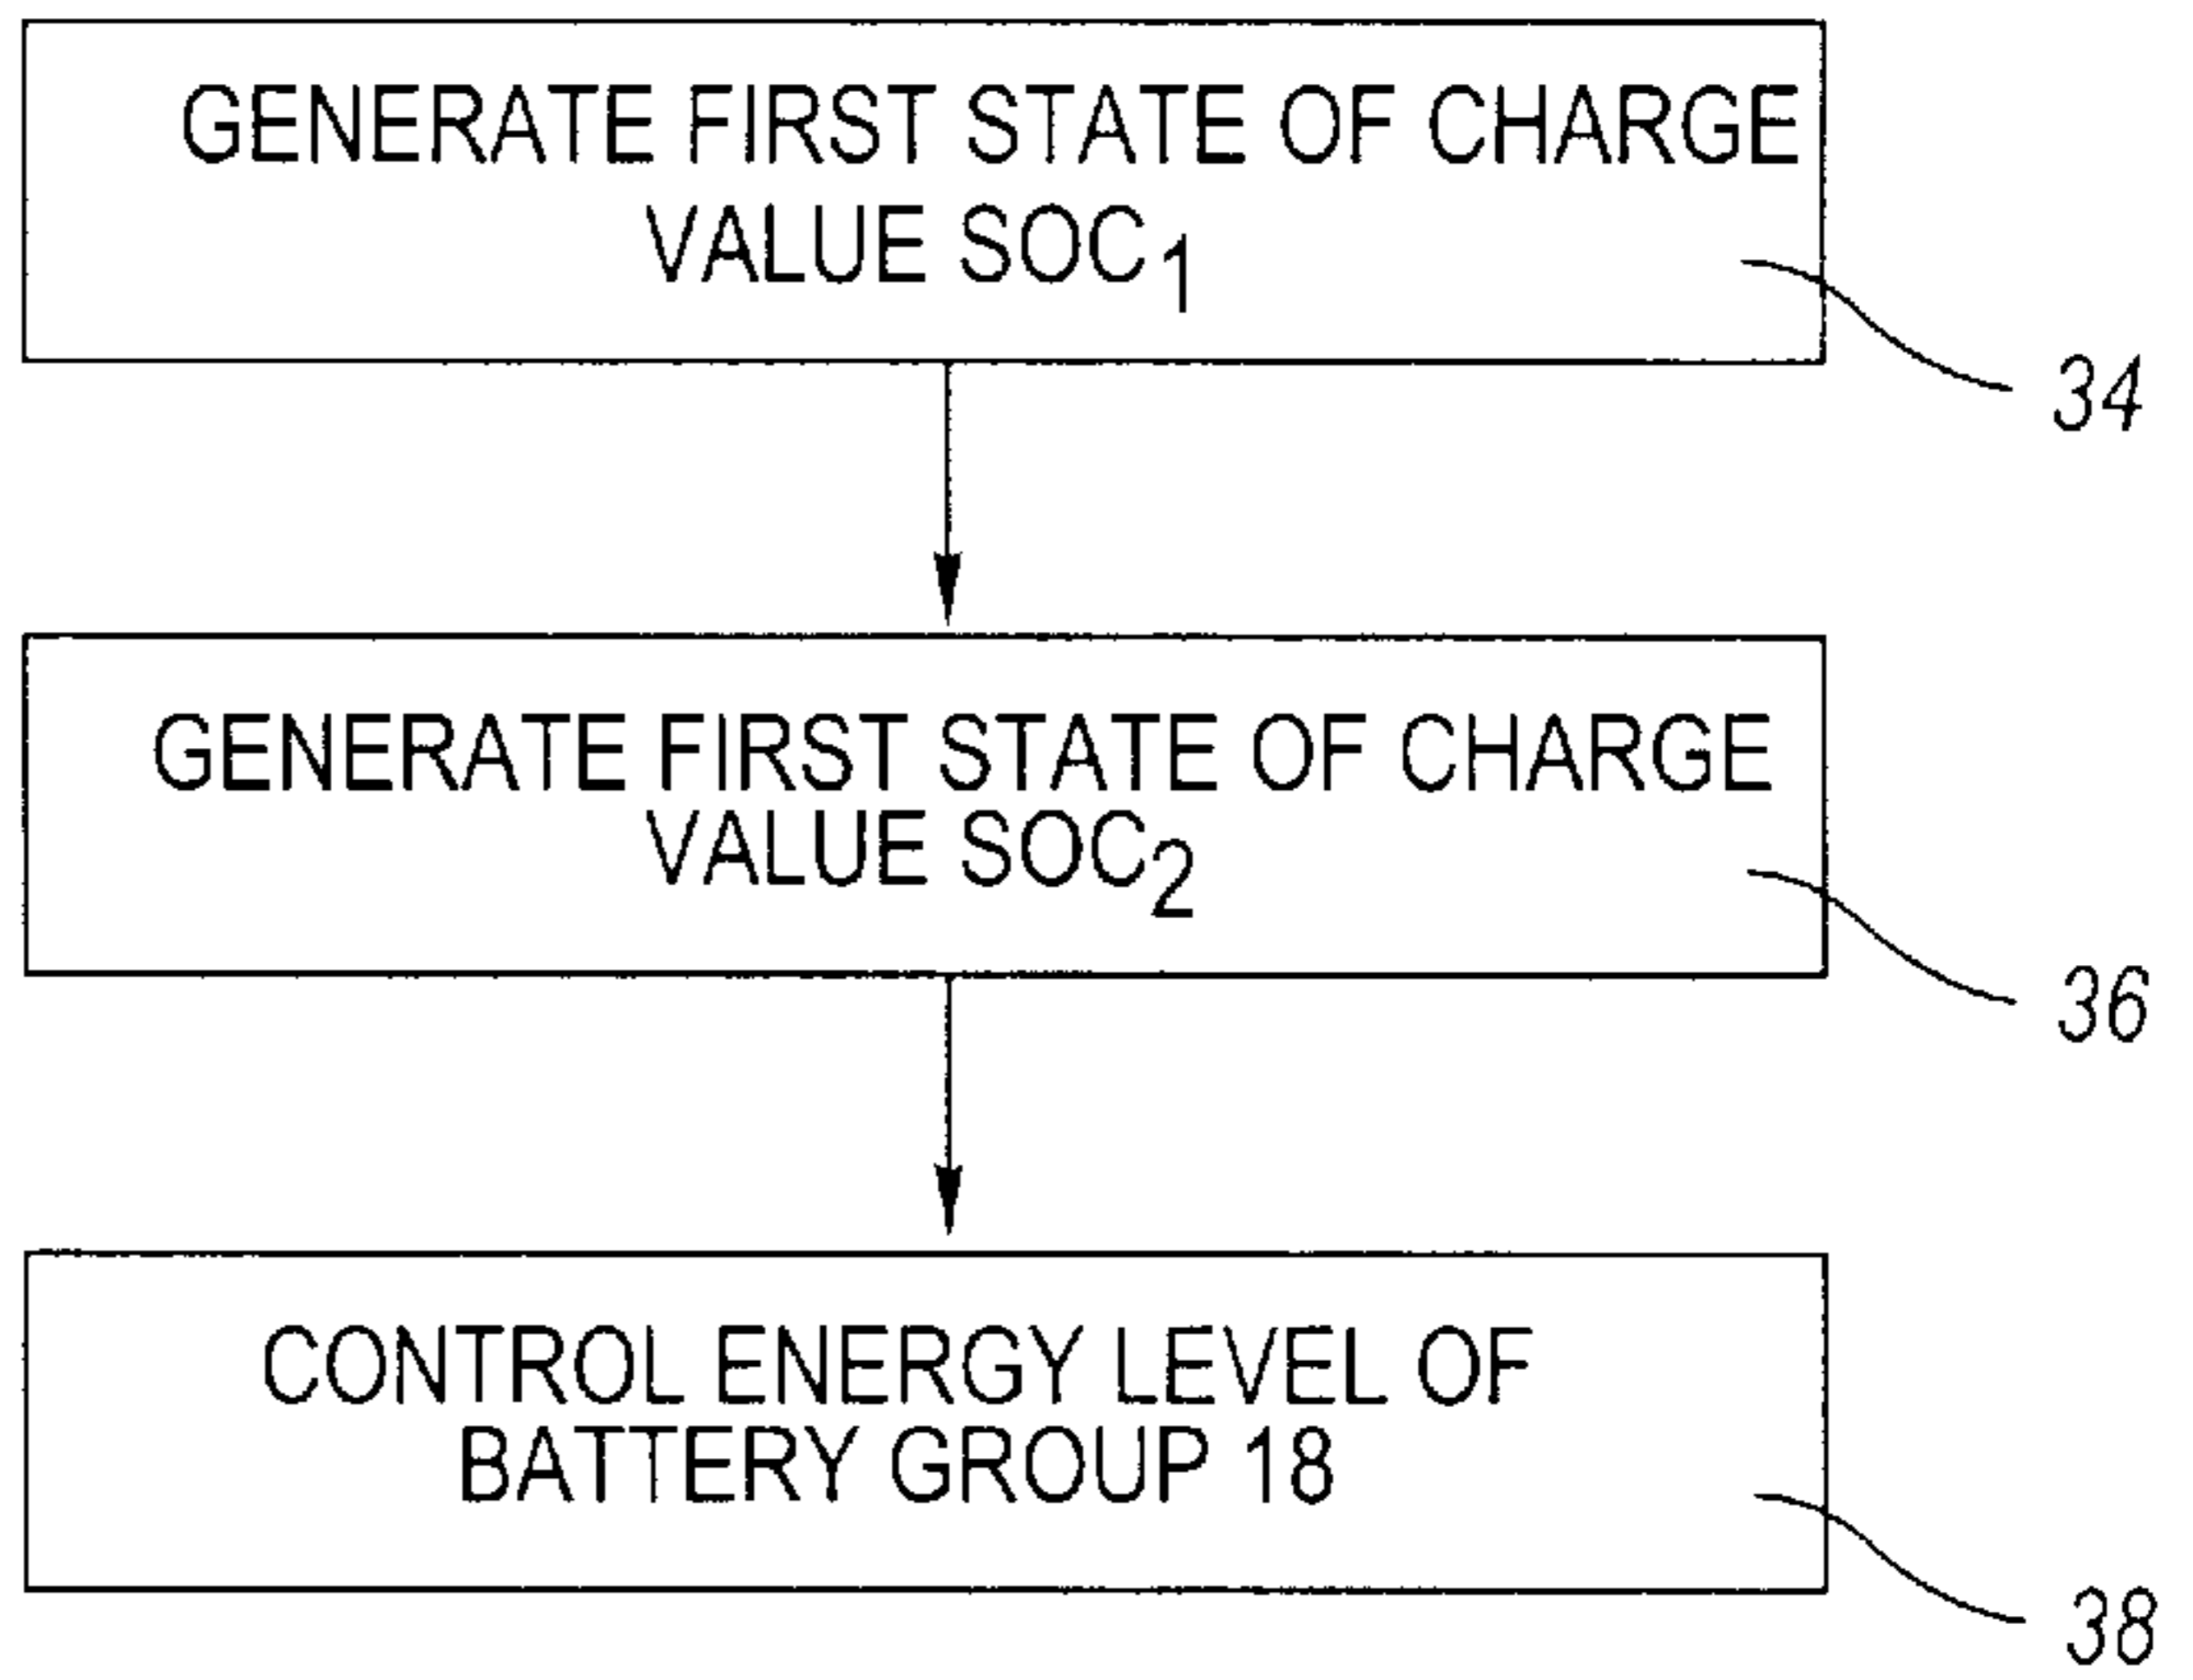 GENERATE FIRST STATE OF CHARGE
VALUE SOC₁
34
GENERATE FIRST STATE OF CHARGE
VALUE SOC₂
36
CONTROL ENERGY LEVEL OF
BATTERY GROUP 18
38